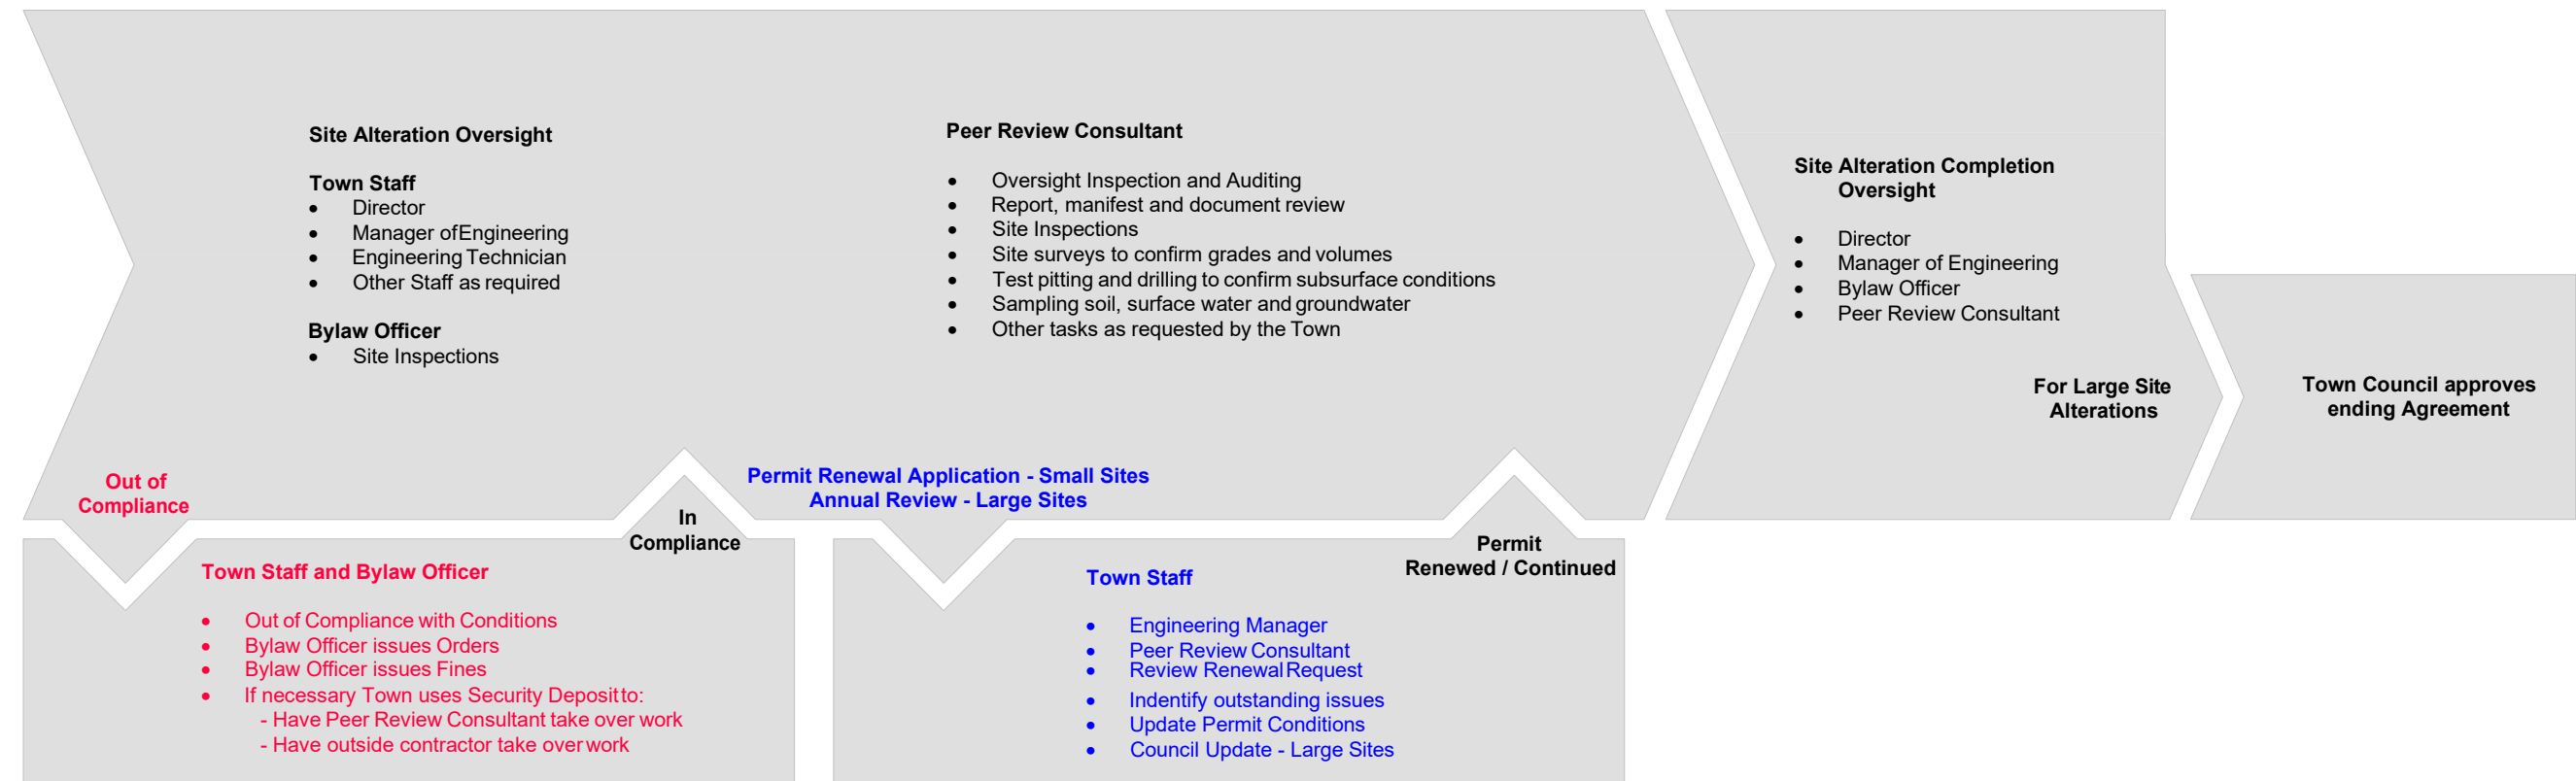 Site Alteration Oversight
Town Staff
• Director
• Manager of Engineering
• Engineering Technician
• Other Staff as required
Bylaw Officer
• Site Inspections
Peer Review Consultant
• Oversight Inspection and Auditing
• Report, manifest and document review
• Site Inspections
• Site surveys to confirm grades and volumes
• Test pitting and drilling to confirm subsurface conditions
• Sampling soil, surface water and groundwater
• Other tasks as requested by the Town
Site Alteration Completion
Oversight
• Director
• Manager of Engineering
• Bylaw Officer
• Peer Review Consultant
For Large Site
Alterations
Town Council approves
ending Agreement
Out of
Compliance
In
Compliance
Permit Renewal Application - Small Sites
Annual Review - Large Sites
Permit
Renewed / Continued
Town Staff and Bylaw Officer
• Out of Compliance with Conditions
• Bylaw Officer issues Orders
• Bylaw Officer issues Fines
• If necessary Town uses Security Deposit to:
- Have Peer Review Consultant take over work
- Have outside contractor take over work
Town Staff
• Engineering Manager
• Peer Review Consultant
• Review Renewal Request
• Indentify outstanding issues
• Update Permit Conditions
• Council Update - Large Sites